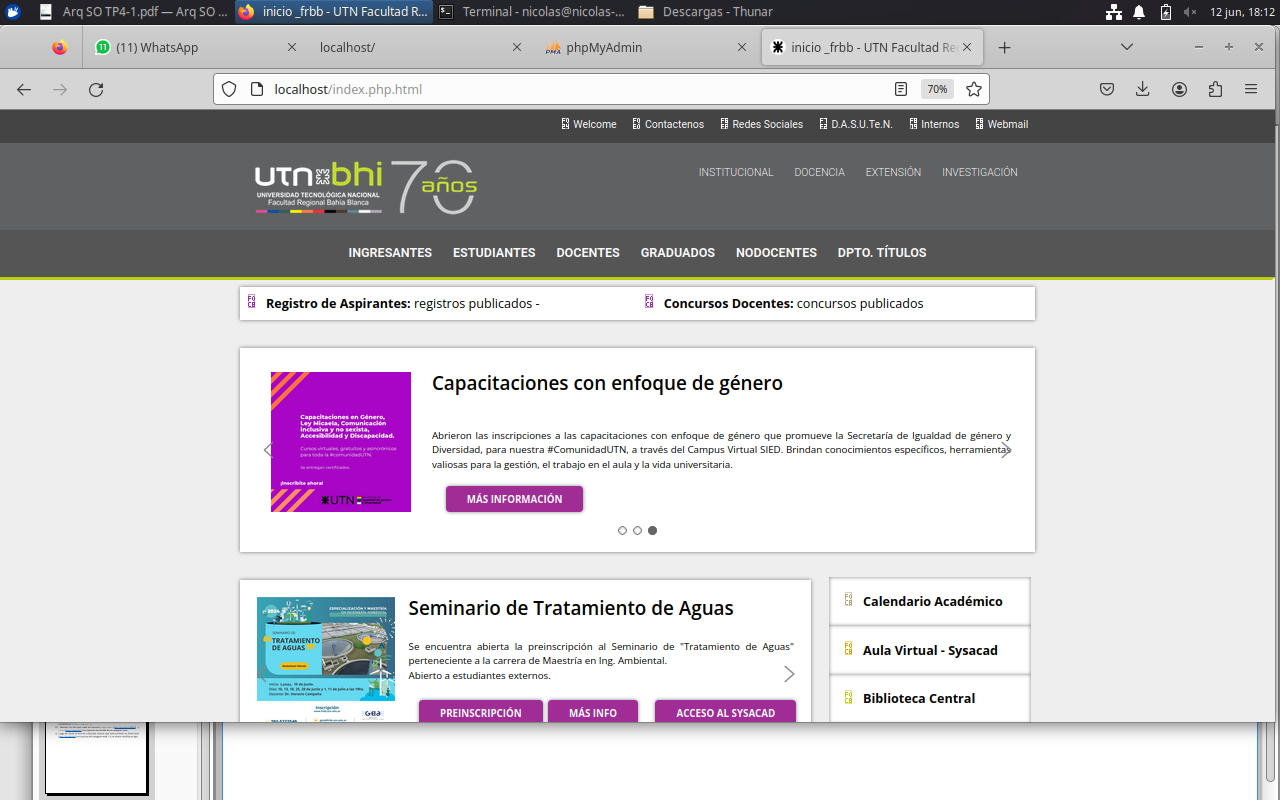 Arq SO TP4-1.pdf — Arq SO ...
inicio _frbb - UTN Facultad R...
Terminal - nicolas@nicolas-...
Descargas - Thunar
12 jun, 18:12
(11) WhatsApp
localhost/
phpMyAdmin
inicio _frbb - UTN Facultad Re
localhost/index.php.html
70%
Welcome
Contactenos
Redes Sociales
D.A.S.U.Te.N.
Internos
Webmail
utn bhi 70 años
UNIVERSIDAD TECNOLÓGICA NACIONAL
Facultad Regional Bahía Blanca
INSTITUCIONAL
DOCENCIA
EXTENSIÓN
INVESTIGACIÓN
INGRESANTES
ESTUDIANTES
DOCENTES
GRADUADOS
NODOCENTES
DPTO. TÍTULOS
Registro de Aspirantes: registros publicados -
Concursos Docentes: concursos publicados
Capacitaciones en Género,
Ley Micaela, Comunicación
inclusiva y no sexista,
Accesibilidad y Discapacidad.
Cursos virtuales, gratuitos y asincrónicos
para toda la #comunidadUTN.
Se entregan certificados.
¡Inscribite ahora!
UTN
Capacitaciones con enfoque de género
Abrieron las inscripciones a las capacitaciones con enfoque de género que promueve la Secretaría de Igualdad de género y
Diversidad, para nuestra #ComunidadUTN, a través del Campus Virtual SIED. Brindan conocimientos específicos, herramientas
valiosas para la gestión, el trabajo en el aula y la vida universitaria.
MÁS INFORMACIÓN
2024
ESPECIALIZACIÓN Y MAESTRÍA
SEMINARIO DE
TRATAMIENTO
DE AGUAS
Inscripción
Seminario de Tratamiento de Aguas
Se encuentra abierta la preinscripción al Seminario de "Tratamiento de Aguas"
perteneciente a la carrera de Maestría en Ing. Ambiental.
Abierto a estudiantes externos.
PREINSCRIPCIÓN
MÁS INFO
ACCESO AL SYSACAD
Calendario Académico
Aula Virtual - Sysacad
Biblioteca Central